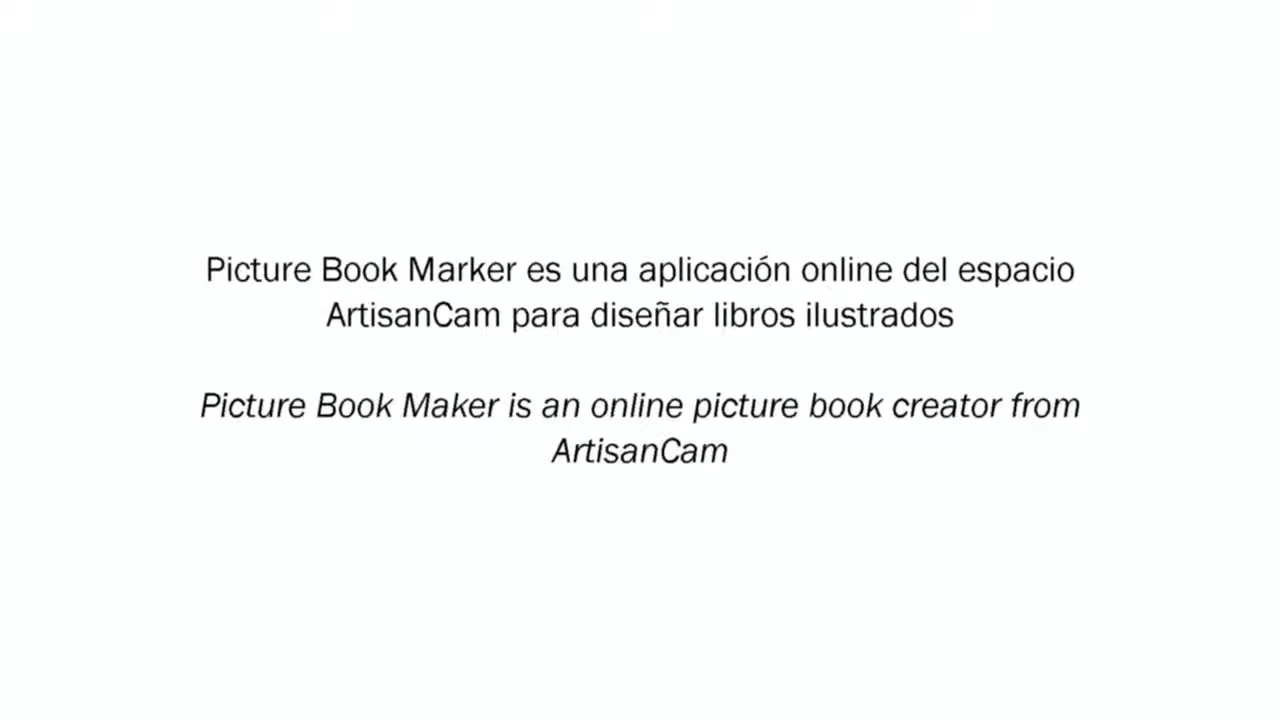 Picture Book Marker es una aplicación online del espacio
ArtisanCam para diseñar libros ilustrados
Picture Book Maker is an online picture book creator from
ArtisanCam